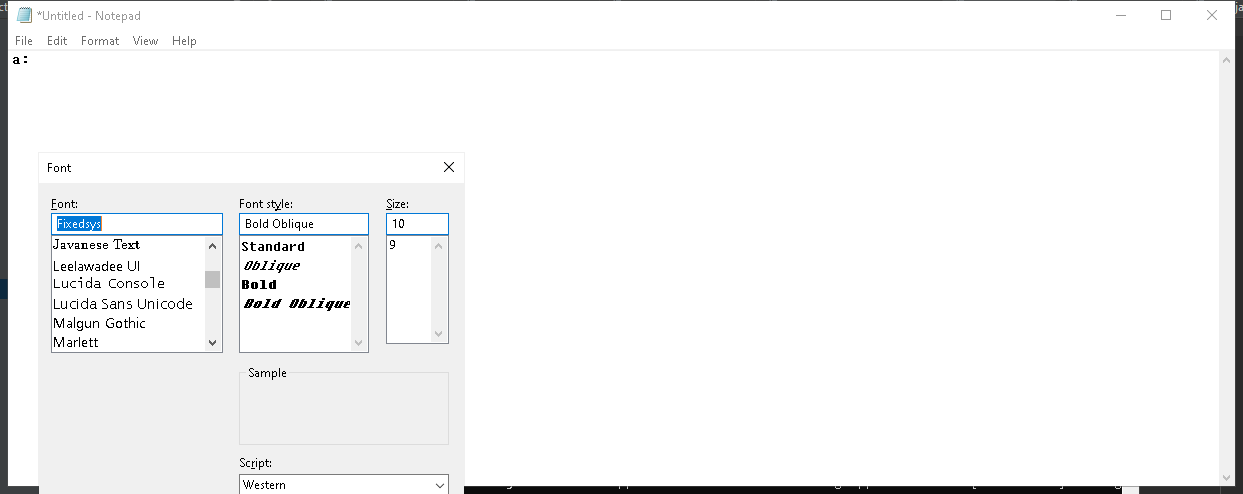 *Untitled - Notepad
File Edit Format View Help
a:
Font
Font: Font style: Size:
Fixedsys Bold Oblique 10
Javanese Text Standard 9
Leelawadee UI Oblique
Lucida Console Bold
Lucida Sans Unicode Bold Oblique
Malgun Gothic
Marlett
Sample
Script:
Western